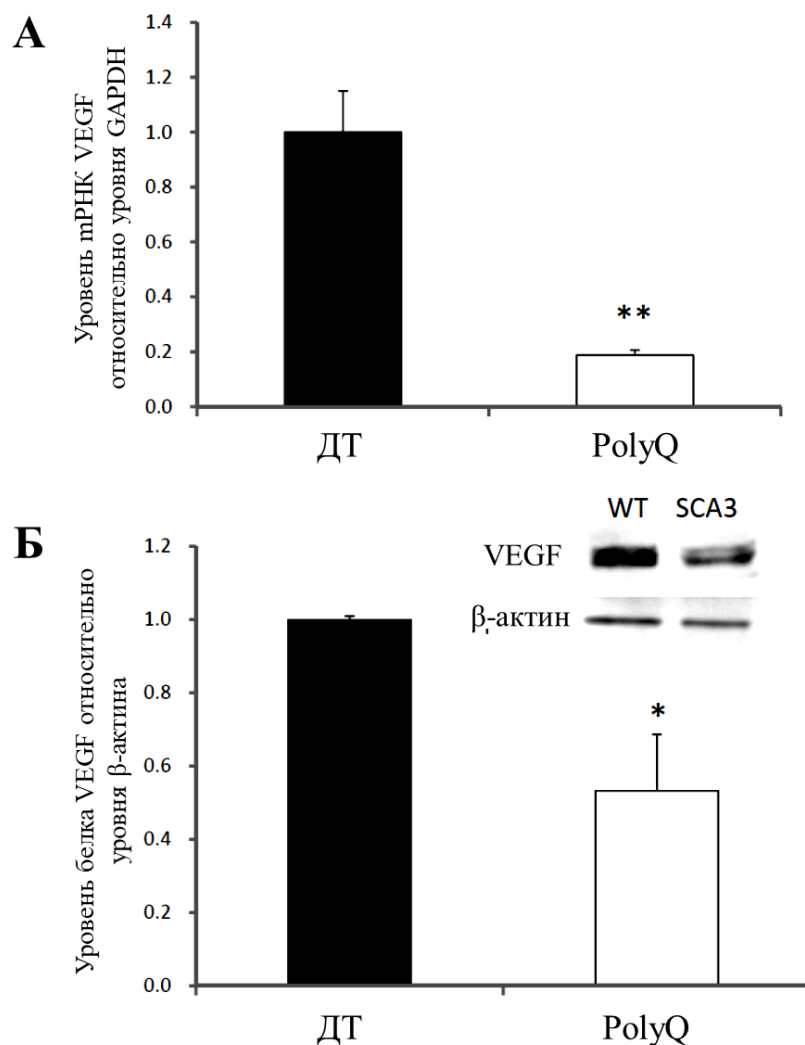 А
Уровень mРНК VEGF
относительно уровня GAPDH
1.4
1.2
1.0
0.8
0.6
0.4
0.2
0.0
**
ДТ
PolyQ
Б
Уровень белка VEGF относительно
уровня β-актина
1.2
1.0
0.8
0.6
0.4
0.2
0.0
WT SCA3
VEGF
β-актин
*
ДТ
PolyQ